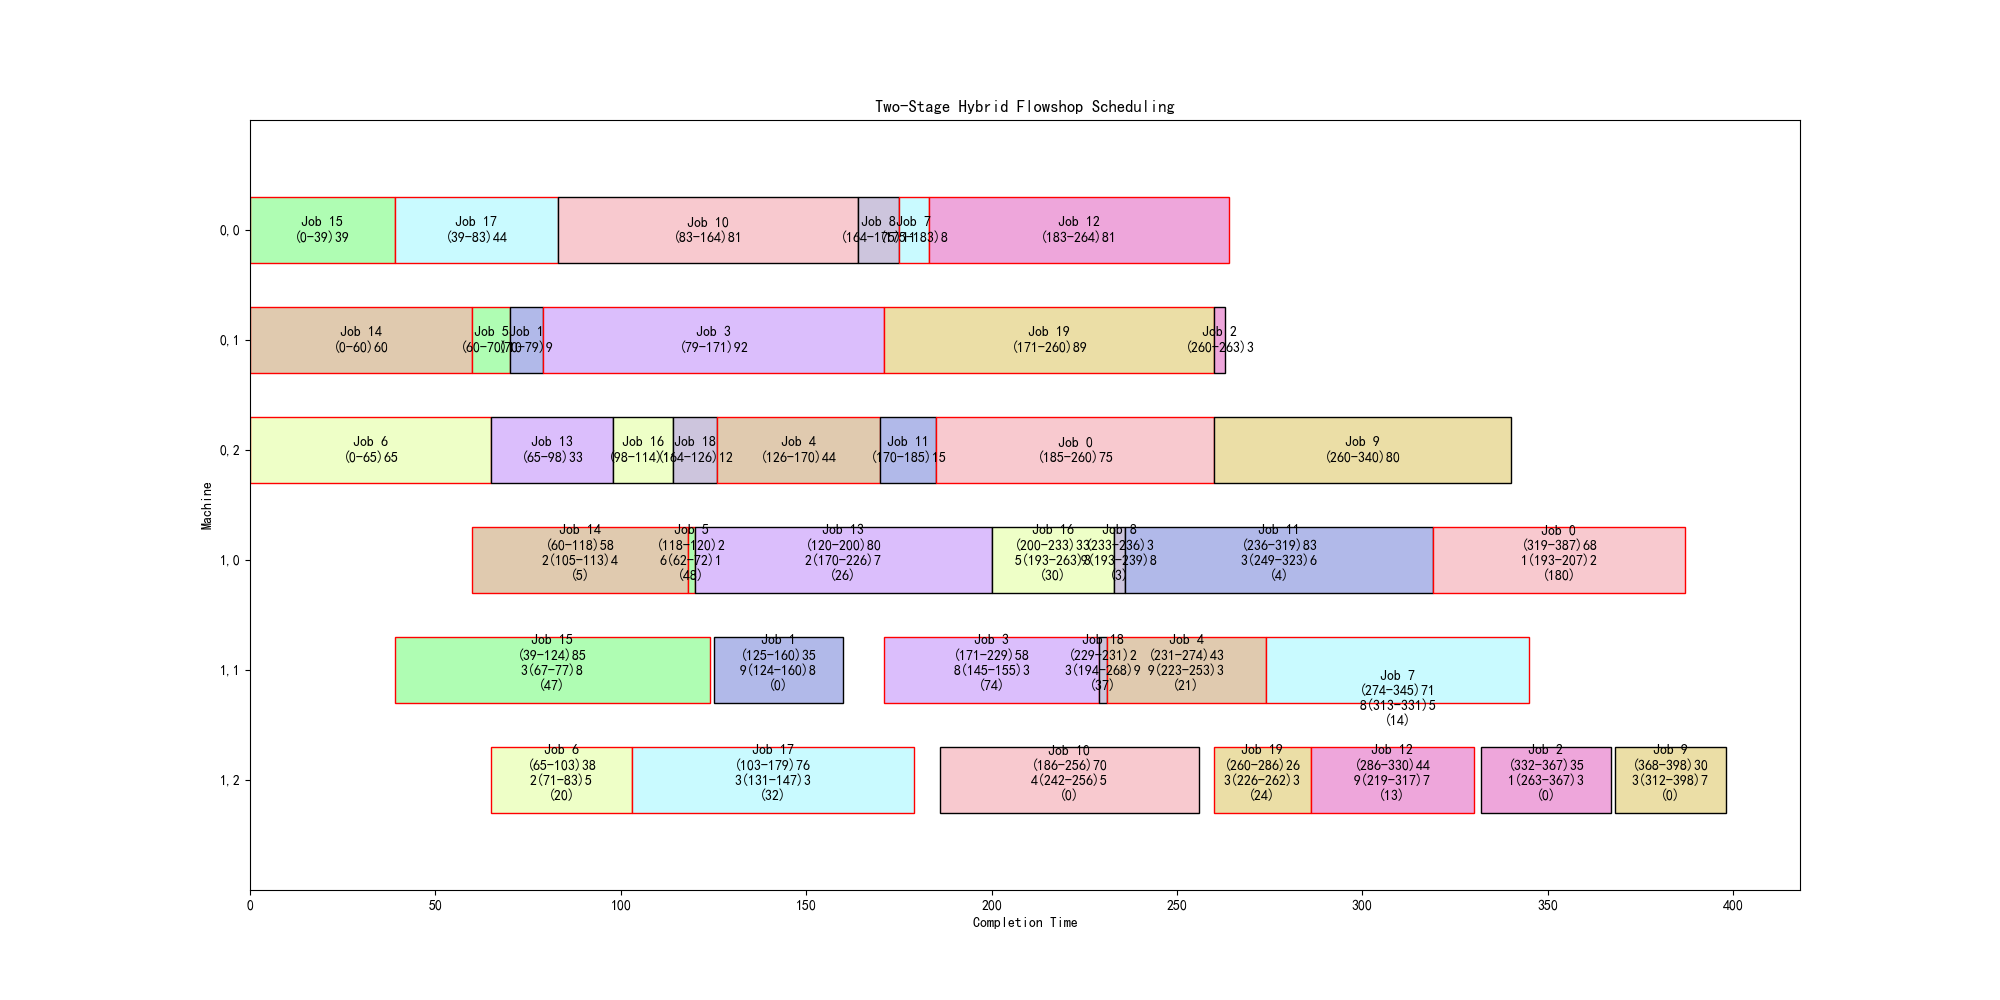 Two-Stage Hybrid Flowshop Scheduling
Machine
0,0
Job 15
(0-39)39
Job 17
(39-83)44
Job 10
(83-164)81
Job 8
(164-175)
Job 7
(175-183)8
Job 12
(183-264)81
0,1
Job 14
(0-60)60
Job 5
(60-70)
Job 1
(70-79)9
Job 3
(79-171)92
Job 19
(171-260)89
Job 2
(260-263)3
0,2
Job 6
(0-65)65
Job 13
(65-98)33
Job 16
(98-114)
Job 18
(114-126)12
Job 4
(126-170)44
Job 11
(170-185)15
Job 0
(185-260)75
Job 9
(260-340)80
1,0
Job 14
(60-118)58
2(105-113)4
(5)
Job 5
(118-120)2
6(62-72)1
(48)
Job 13
(120-200)80
2(170-226)7
(26)
Job 16
(200-233)33
5(193-263)
(30)
Job 8
(233-236)3
9(193-239)8
(3)
Job 11
(236-319)83
3(249-323)6
(4)
Job 0
(319-387)68
1(193-207)2
(180)
1,1
Job 15
(39-124)85
3(67-77)8
(47)
Job 1
(125-160)35
9(124-160)8
(0)
Job 3
(171-229)58
8(145-155)3
(74)
Job 18
(229-231)2
3(194-268)9
(37)
Job 4
(231-274)43
9(223-253)3
(21)
Job 7
(274-345)71
8(313-331)5
(14)
1,2
Job 6
(65-103)38
2(71-83)5
(20)
Job 17
(103-179)76
3(131-147)3
(32)
Job 10
(186-256)70
4(242-256)5
(0)
Job 19
(260-286)26
3(226-262)3
(24)
Job 12
(286-330)44
9(219-317)7
(13)
Job 2
(332-367)35
1(263-367)3
(0)
Job 9
(368-398)30
3(312-398)7
(0)
0
50
100
150
200
250
300
350
400
Completion Time